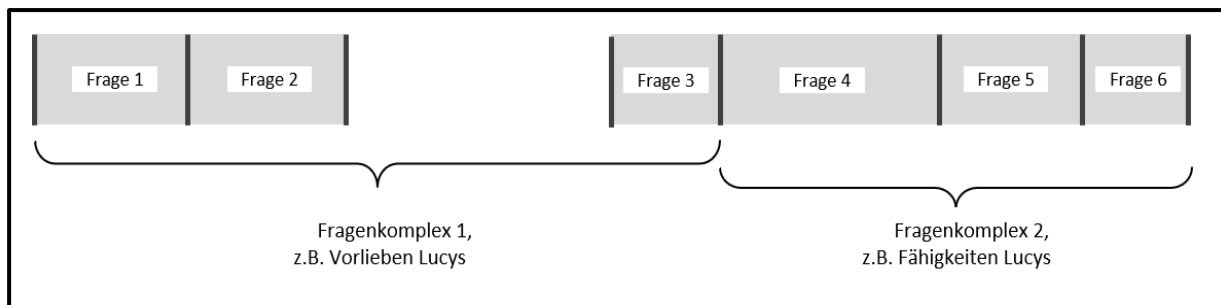 Frage 1
Frage 2
Frage 3
Frage 4
Frage 5
Frage 6
Fragenkomplex 1,
z.B. Vorlieben Lucys
Fragenkomplex 2,
z.B. Fähigkeiten Lucys